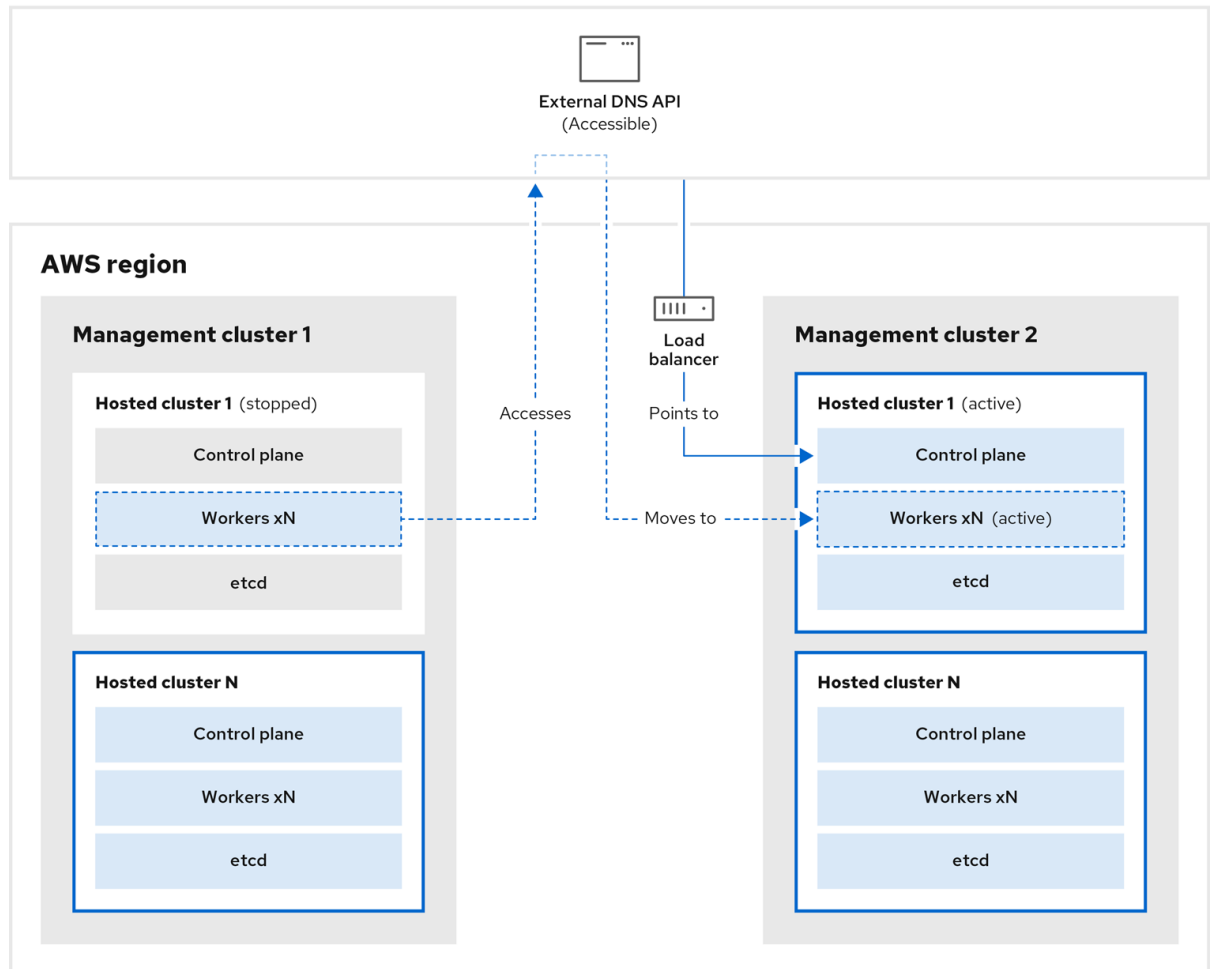 External DNS API
(Accessible)
AWS region
Management cluster 1
Hosted cluster 1 (stopped)
Control plane
Workers xN
etcd
Hosted cluster N
Control plane
Workers xN
etcd
Accesses
Load
balancer
Points to
Moves to
Management cluster 2
Hosted cluster 1 (active)
Control plane
Workers xN (active)
etcd
Hosted cluster N
Control plane
Workers xN
etcd